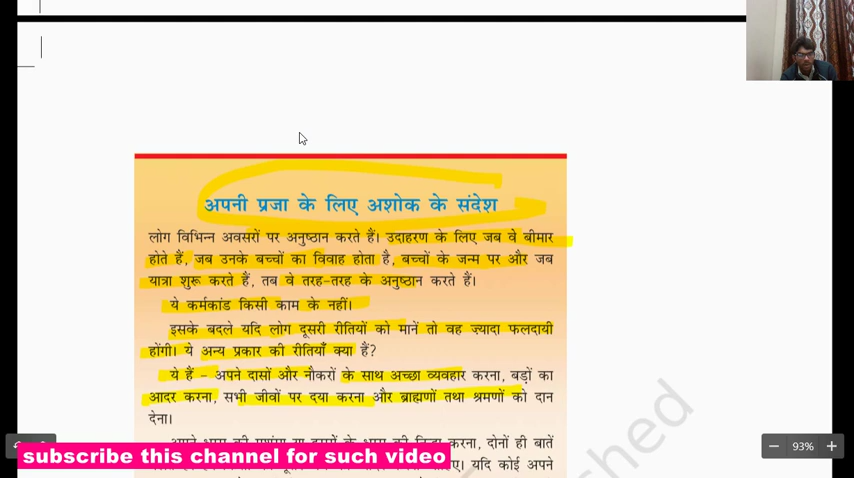 अपनी प्रजा के लिए अशोक के संदेश
लोग विभिन्न अवसरों पर अनुष्ठान करते हैं। उदाहरण के लिए जब वे बीमार
होते हैं, जब उनके बच्चों का विवाह होता है, बच्चों के जन्म पर और जब
यात्रा शुरू करते हैं, तब वे तरह-तरह के अनुष्ठान करते हैं।
ये कर्मकांड किसी काम के नहीं।
इसके बदले यदि लोग दूसरी रीतियों को मानें तो वह ज़्यादा फलदायी
होंगी। ये अन्य प्रकार की रीतियाँ क्या हैं?
ये हैं - अपने दासों और नौकरों के साथ अच्छा व्यवहार करना, बड़ों का
आदर करना, सभी जीवों पर दया करना और ब्राह्मणों तथा श्रमणों को दान
देना।
करना, दोनों ही बातें
यदि कोई अपने
subscribe this channel for such video
93%